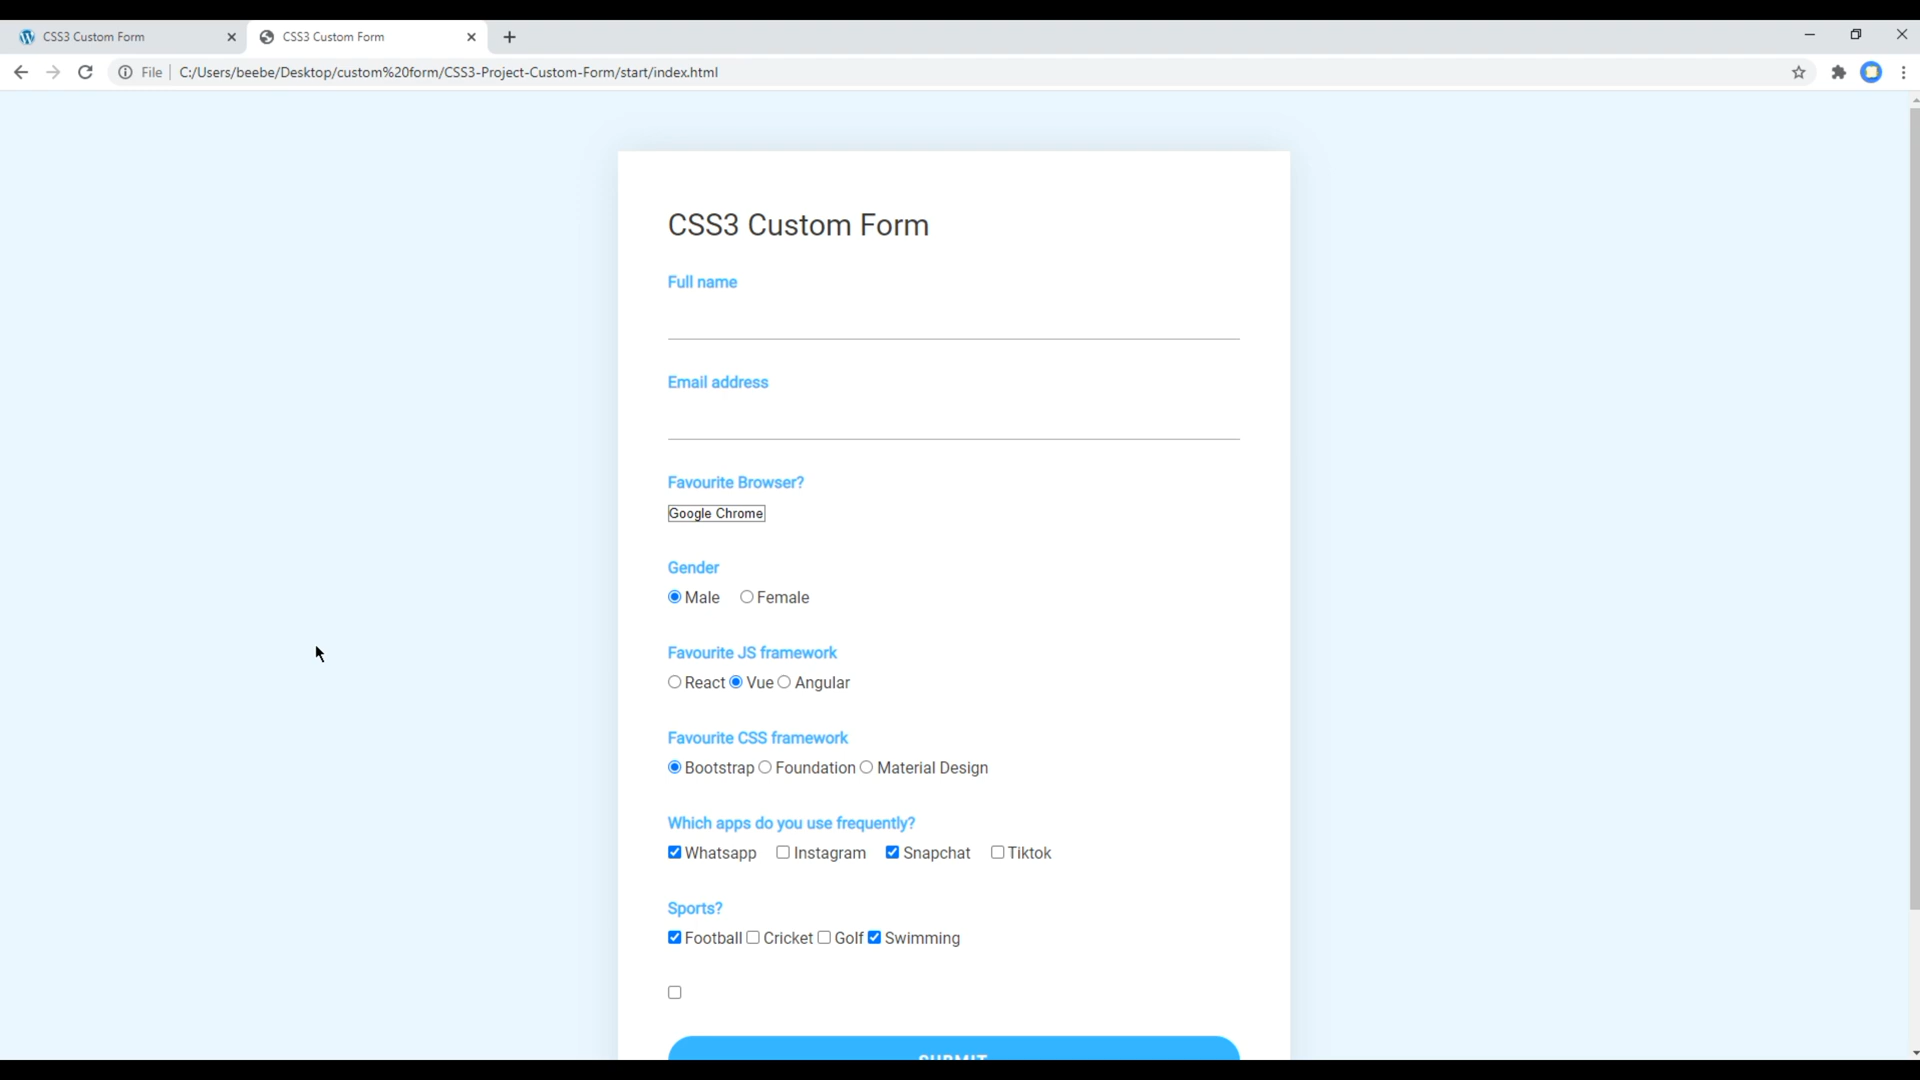 CSS3 Custom Form
CSS3 Custom Form
File
C:/Users/beebe/Desktop/custom%20form/CSS3-Project-Custom-Form/start/index.html
CSS3 Custom Form
Full name
Email address
Favourite Browser?
Google Chrome
Gender
Male Female
Favourite JS framework
React Vue Angular
Favourite CSS framework
Bootstrap Foundation Material Design
Which apps do you use frequently?
Whatsapp Instagram Snapchat Tiktok
Sports?
Football Cricket Golf Swimming
SUBMIT